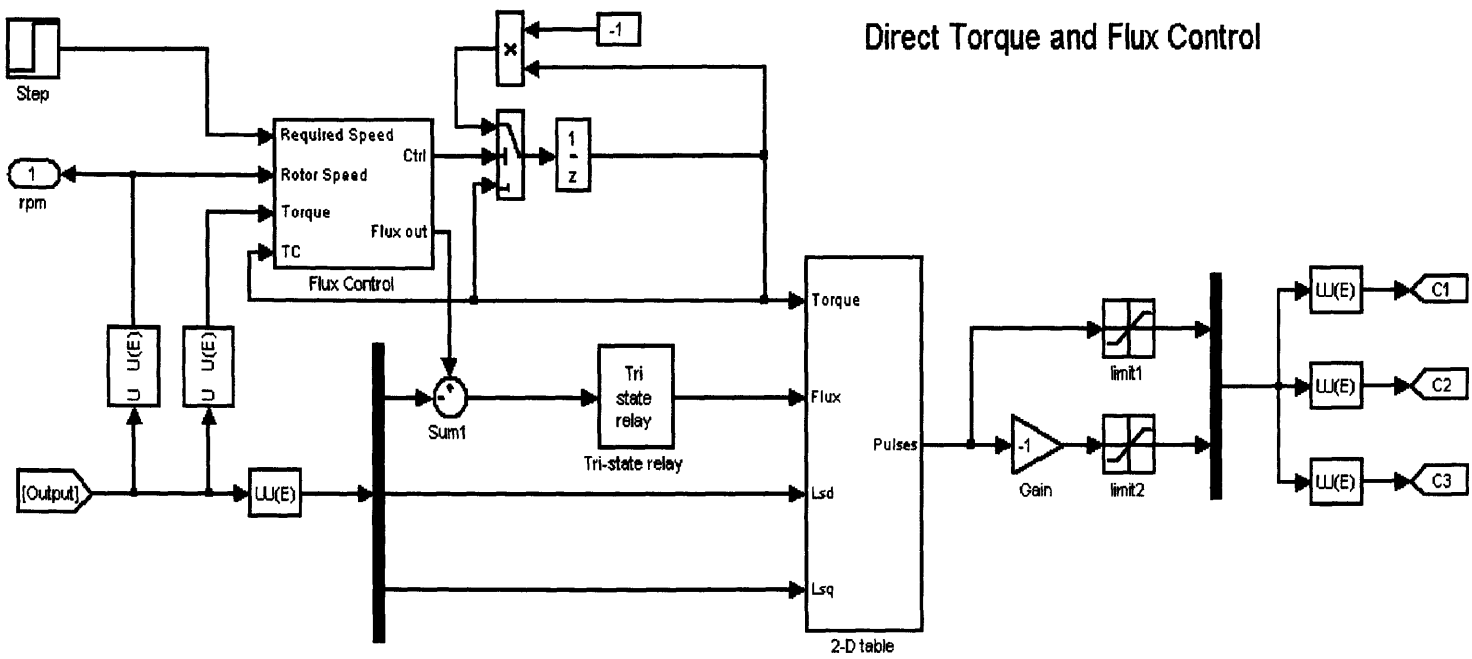 Direct Torque and Flux Control
-1
×
Step
Required Speed
Ctrl
1
-
z
1
rpm
Rotor Speed
Torque
Flux out
TC
Flux Control
U U(E)
U U(E)
Torque
C1
limit1
Tri
state
relay
Flux
C2
Sum1
Tri-state relay
Pulses
-1
Gain
limit2
[Output]
Lsd
C3
Lsq
2-D table